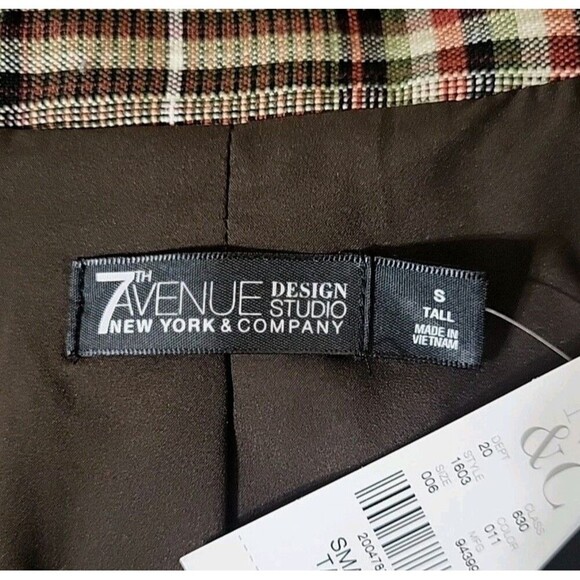 7TH
AVENUE DESIGN
STUDIO
NEW YORK & COMPANY
S
TALL
MADE IN
VIETNAM
&C
DEPT STYLE SIZE
20 1603 006
CLASS COLOR MFG
630 011